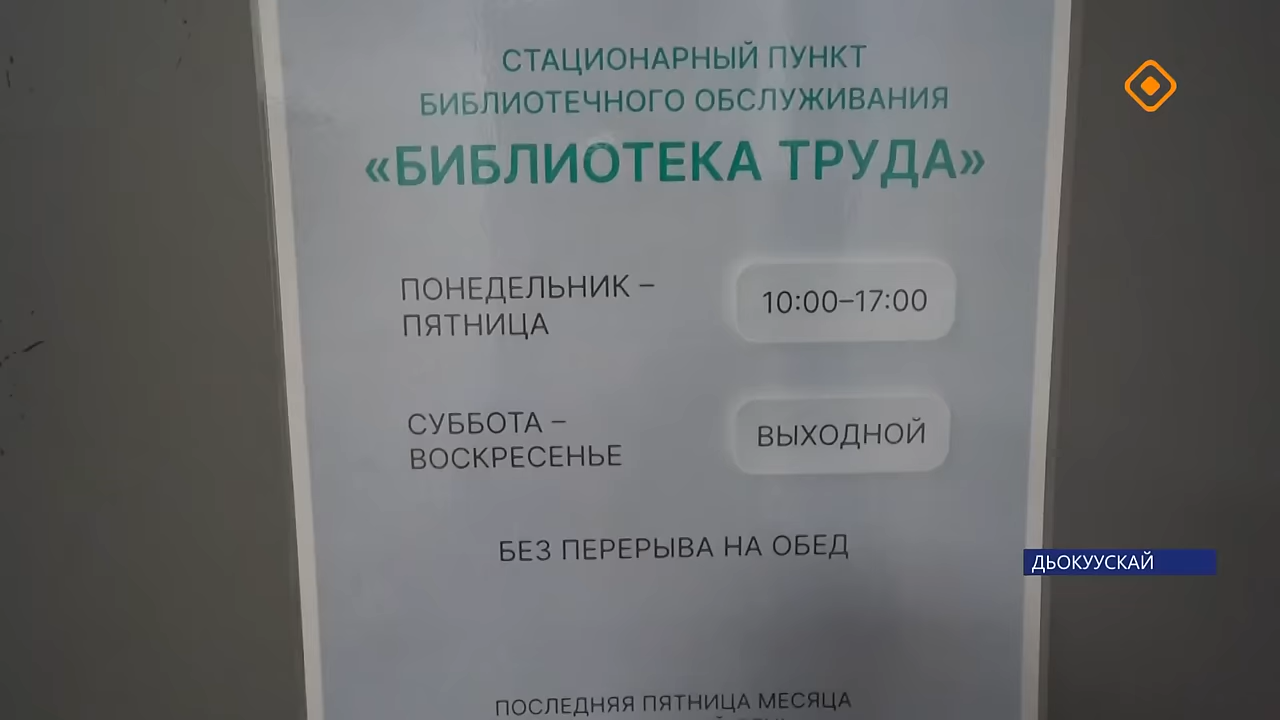 СТАЦИОНАРНЫЙ ПУНКТ
БИБЛИОТЕЧНОГО ОБСЛУЖИВАНИЯ
«БИБЛИОТЕКА ТРУДА»
ПОНЕДЕЛЬНИК –
ПЯТНИЦА
10:00–17:00
СУББОТА –
ВОСКРЕСЕНЬЕ
ВЫХОДНОЙ
БЕЗ ПЕРЕРЫВА НА ОБЕД
ДЬОКУУСКАЙ
ПОСЛЕДНЯЯ ПЯТНИЦА МЕСЯЦА